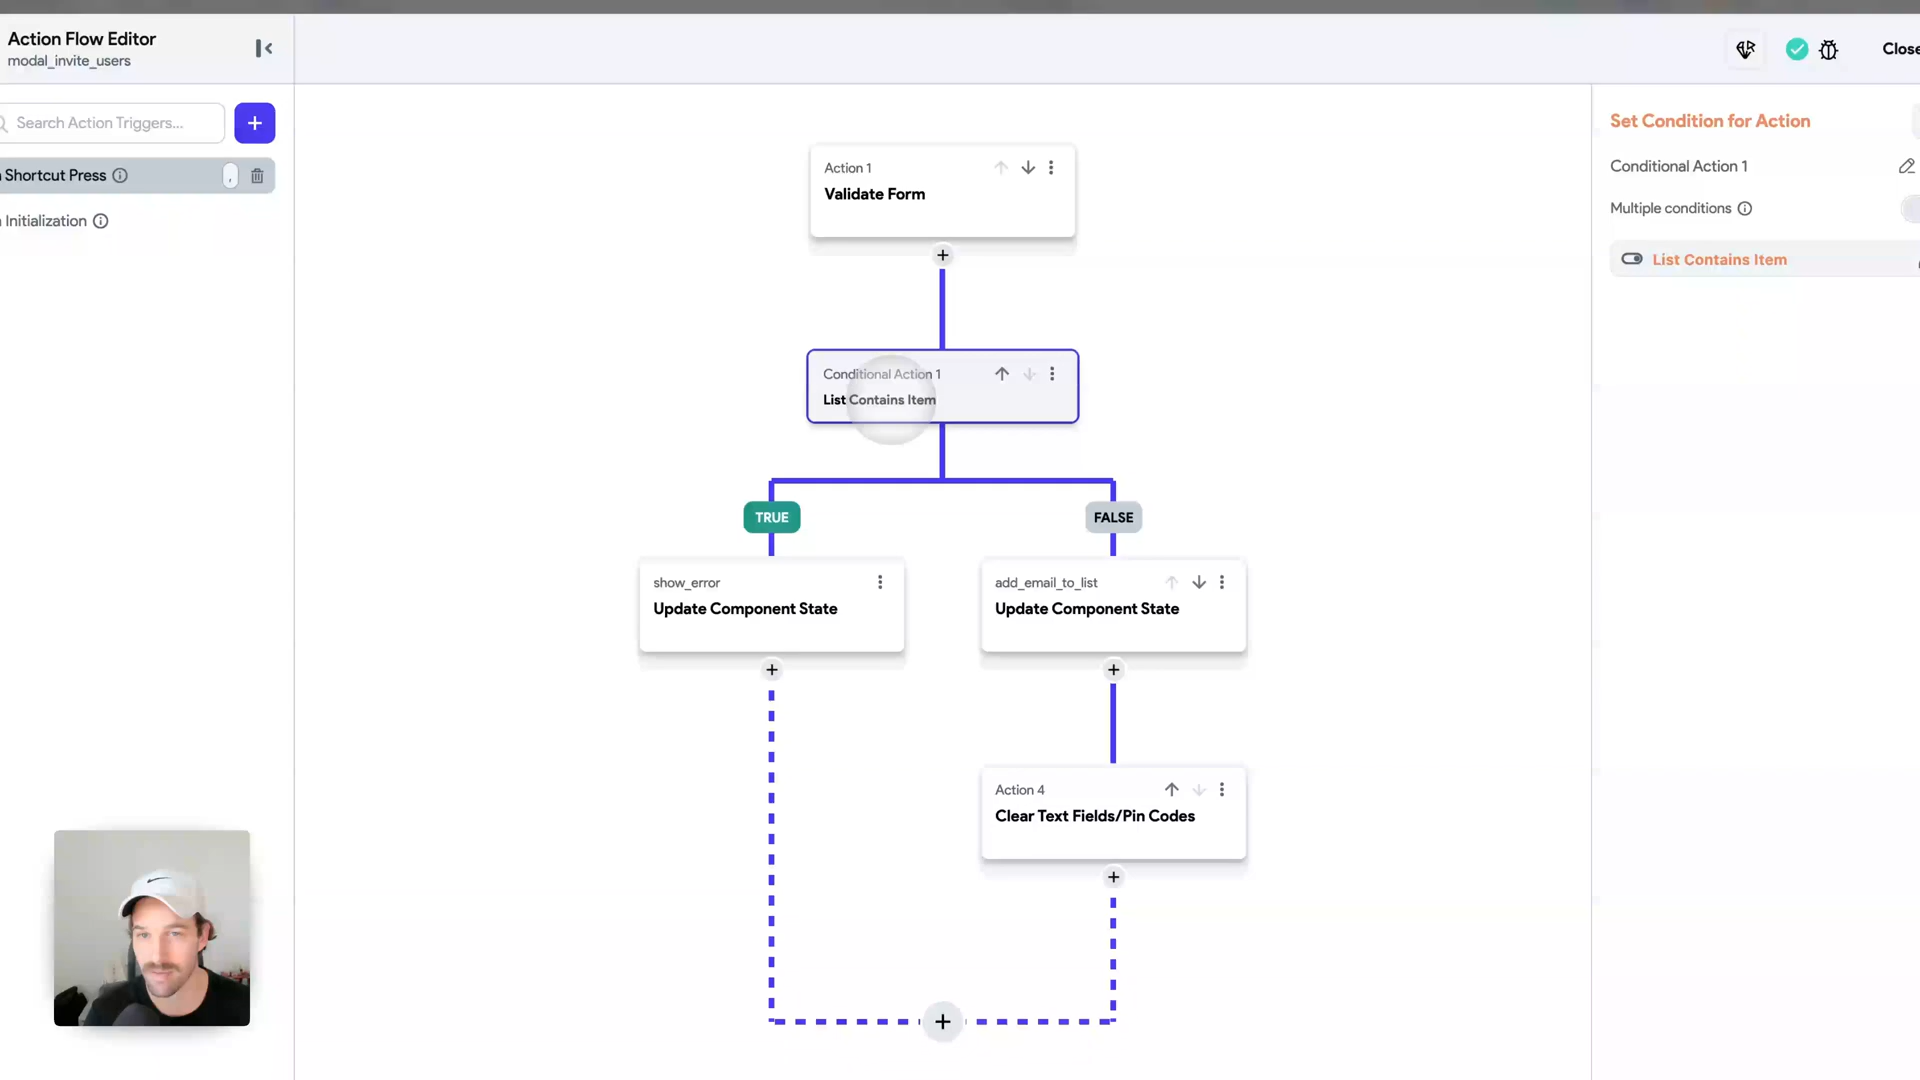 Action Flow Editor
modal_invite_users
Close
Search Action Triggers...
Shortcut Press
,
Initialization
Action 1
Validate Form
Conditional Action 1
List Contains Item
TRUE
FALSE
show_error
Update Component State
add_email_to_list
Update Component State
Action 4
Clear Text Fields/Pin Codes
Set Condition for Action
Conditional Action 1
Multiple conditions
List Contains Item